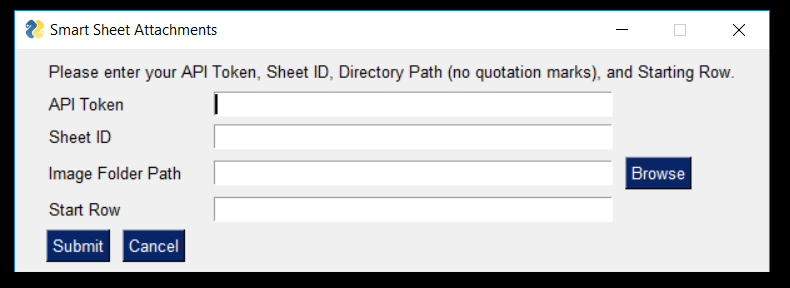 Smart Sheet Attachments
Please enter your API Token, Sheet ID, Directory Path (no quotation marks), and Starting Row.
API Token
Sheet ID
Image Folder Path Browse
Start Row
Submit Cancel